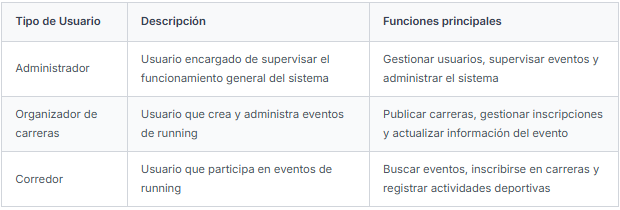 Tipo de Usuario Descripción Funciones principales
Administrador
Usuario encargado de supervisar el
funcionamiento general del sistema
Gestionar usuarios, supervisar eventos y
administrar el sistema
Organizador de
carreras
Usuario que crea y administra eventos
de running
Publicar carreras, gestionar inscripciones
y actualizar información del evento
Corredor
Usuario que participa en eventos de
running
Buscar eventos, inscribirse en carreras y
registrar actividades deportivas